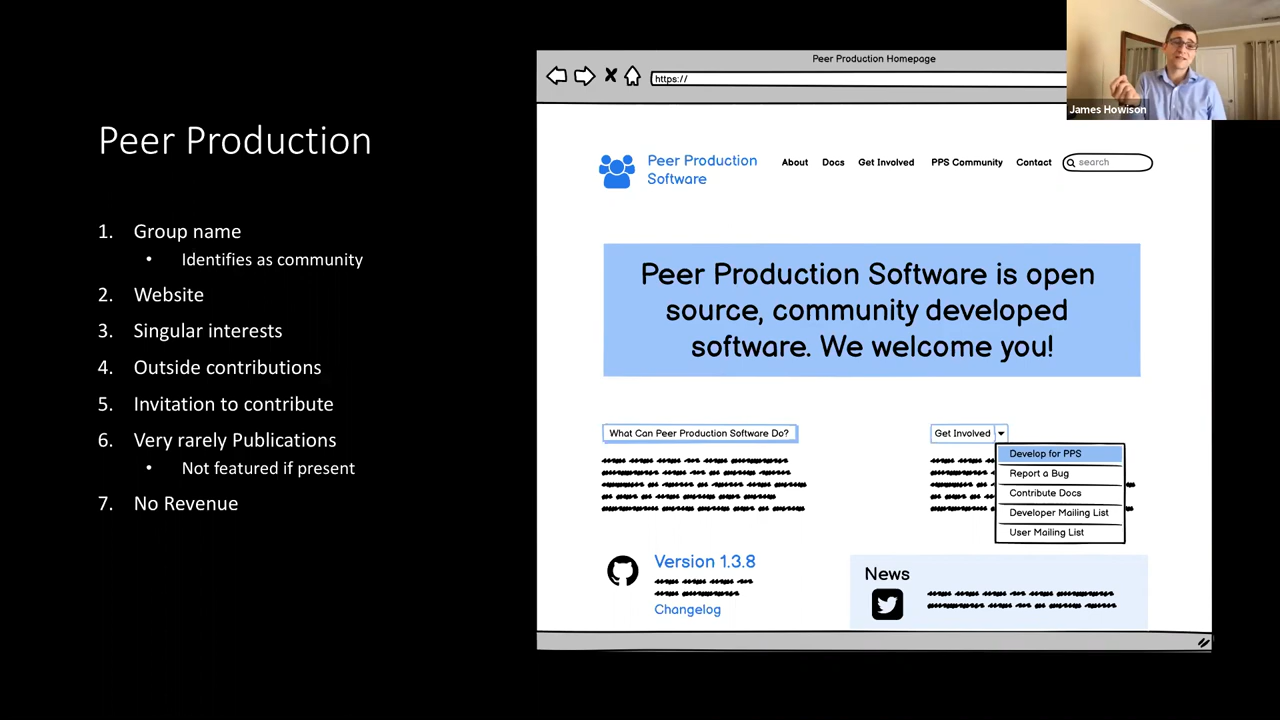 Peer Production
1. Group name
• Identifies as community
2. Website
3. Singular interests
4. Outside contributions
5. Invitation to contribute
6. Very rarely Publications
• Not featured if present
7. No Revenue
Peer Production Homepage
https://
James Howison
Peer Production
Software
About Docs Get Involved PPS Community Contact search
Peer Production Software is open
source, community developed
software. We welcome you!
What Can Peer Production Software Do?
Get Involved
Develop for PPS
Report a Bug
Contribute Docs
Developer Mailing List
User Mailing List
Version 1.3.8
Changelog
News